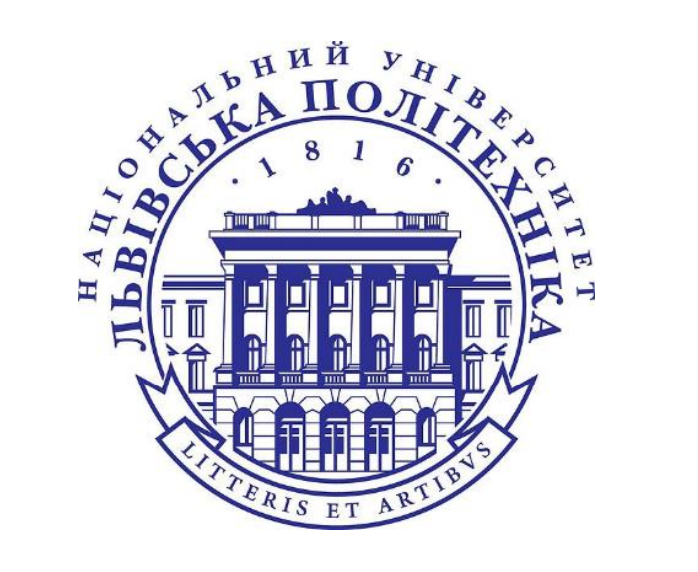 НАЦІОНАЛЬНИЙ УНІВЕРСИТЕТ
ЛЬВІВСЬКА ПОЛІТЕХНІКА
· 1816 ·
LITTERIS ET ARTIBVS